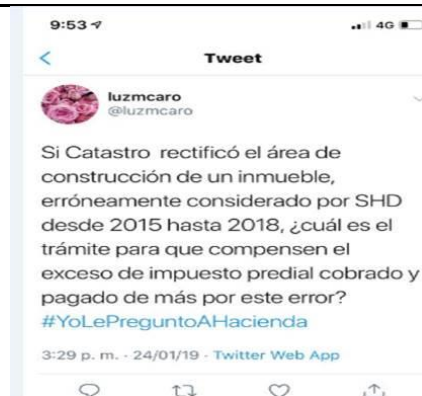 9:53
4G
Tweet
luzmcaro
@luzmcaro
Si Catastro rectificó el área de
construcción de un inmueble,
erróneamente considerado por SHD
desde 2015 hasta 2018, ¿cuál es el
trámite para que compensen el
exceso de impuesto predial cobrado y
pagado de más por este error?
#YoLePreguntoAHacienda
3:29 p. m. · 24/01/19 · Twitter Web App